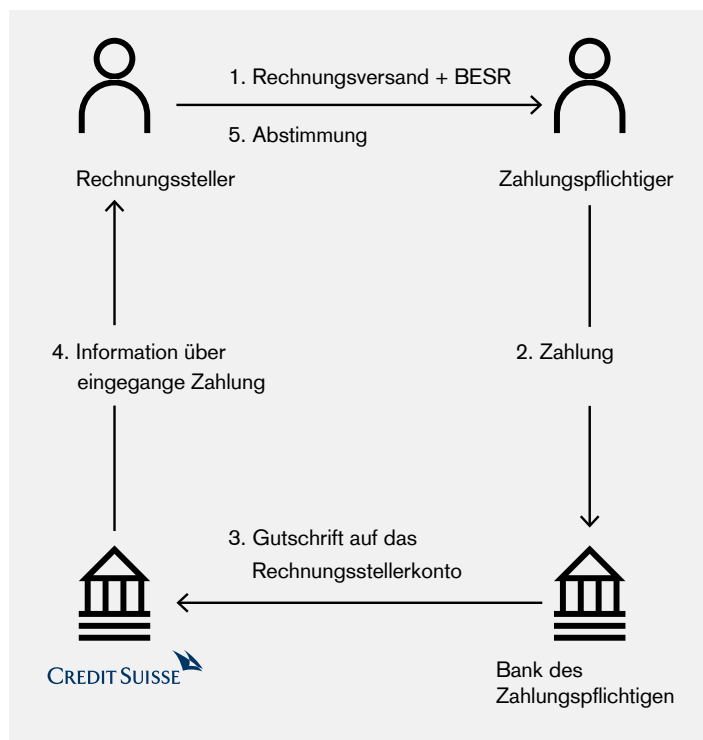 1. Rechnungsversand + BESR
5. Abstimmung
Rechnungssteller
Zahlungspflichtiger
4. Information über
eingegange Zahlung
2. Zahlung
3. Gutschrift auf das
Rechnungsstellerkonto
CREDIT SUISSE
Bank des
Zahlungspflichtigen